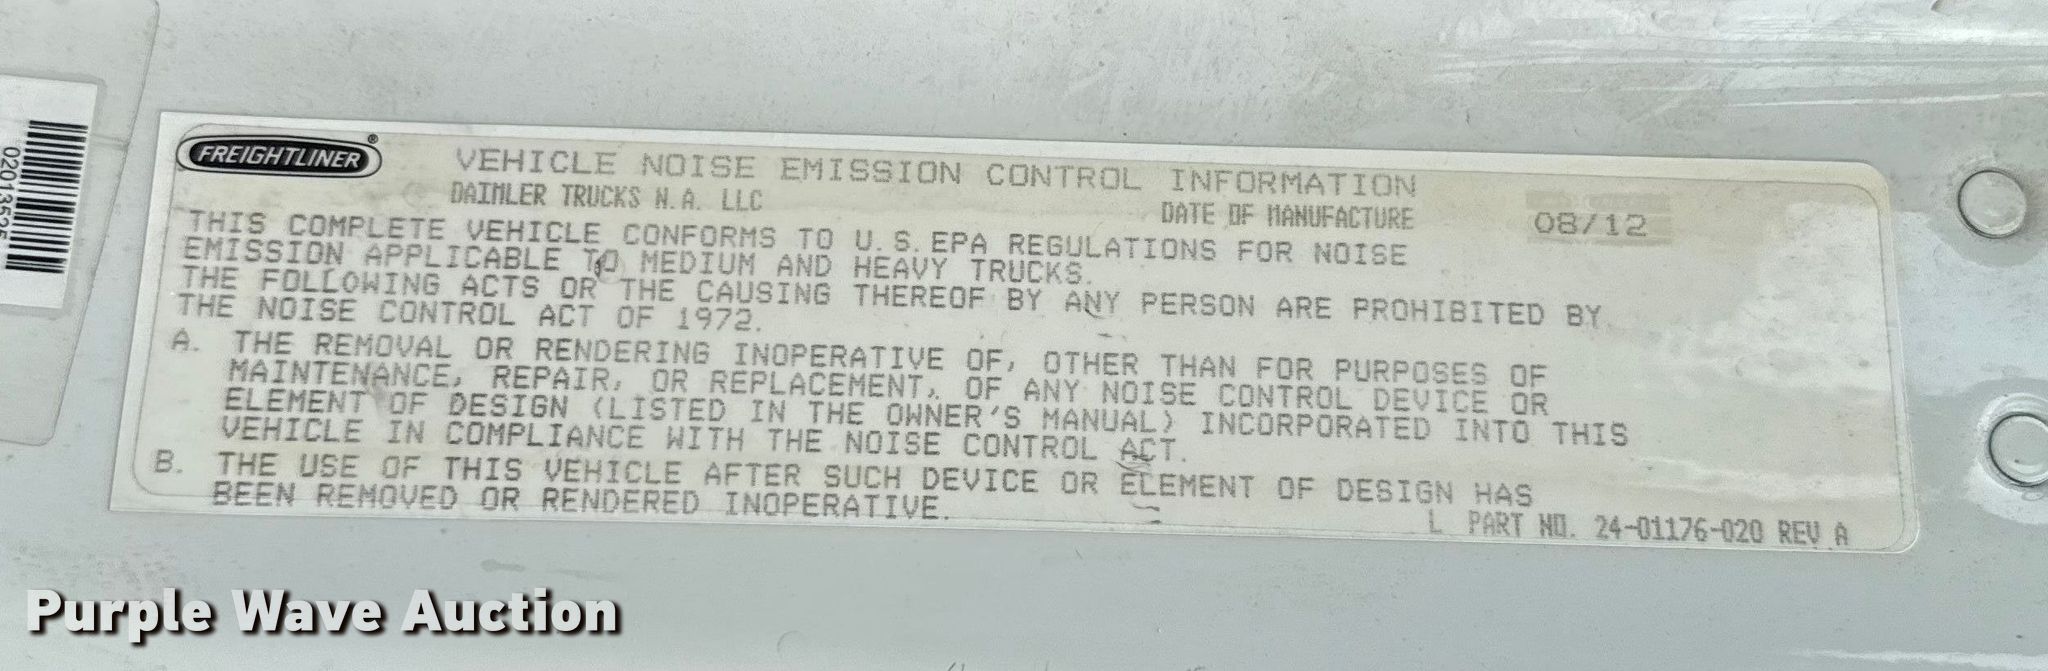 FREIGHTLINER®
VEHICLE NOISE EMISSION CONTROL INFORMATION
DAIMLER TRUCKS N.A. LLC
DATE OF MANUFACTURE 08/12
THIS COMPLETE VEHICLE CONFORMS TO U.S.EPA REGULATIONS FOR NOISE
EMISSION APPLICABLE TO MEDIUM AND HEAVY TRUCKS.
THE FOLLOWING ACTS OR THE CAUSING THEREOF BY ANY PERSON ARE PROHIBITED BY
THE NOISE CONTROL ACT OF 1972.
A. THE REMOVAL OR RENDERING INOPERATIVE OF, OTHER THAN FOR PURPOSES OF
MAINTENANCE, REPAIR, OR REPLACEMENT, OF ANY NOISE CONTROL DEVICE OR
ELEMENT OF DESIGN (LISTED IN THE OWNER'S MANUAL) INCORPORATED INTO THIS
VEHICLE IN COMPLIANCE WITH THE NOISE CONTROL ACT.
B. THE USE OF THIS VEHICLE AFTER SUCH DEVICE OR ELEMENT OF DESIGN HAS
BEEN REMOVED OR RENDERED INOPERATIVE.
L PART NO. 24-01176-020 REV A
Purple Wave Auction